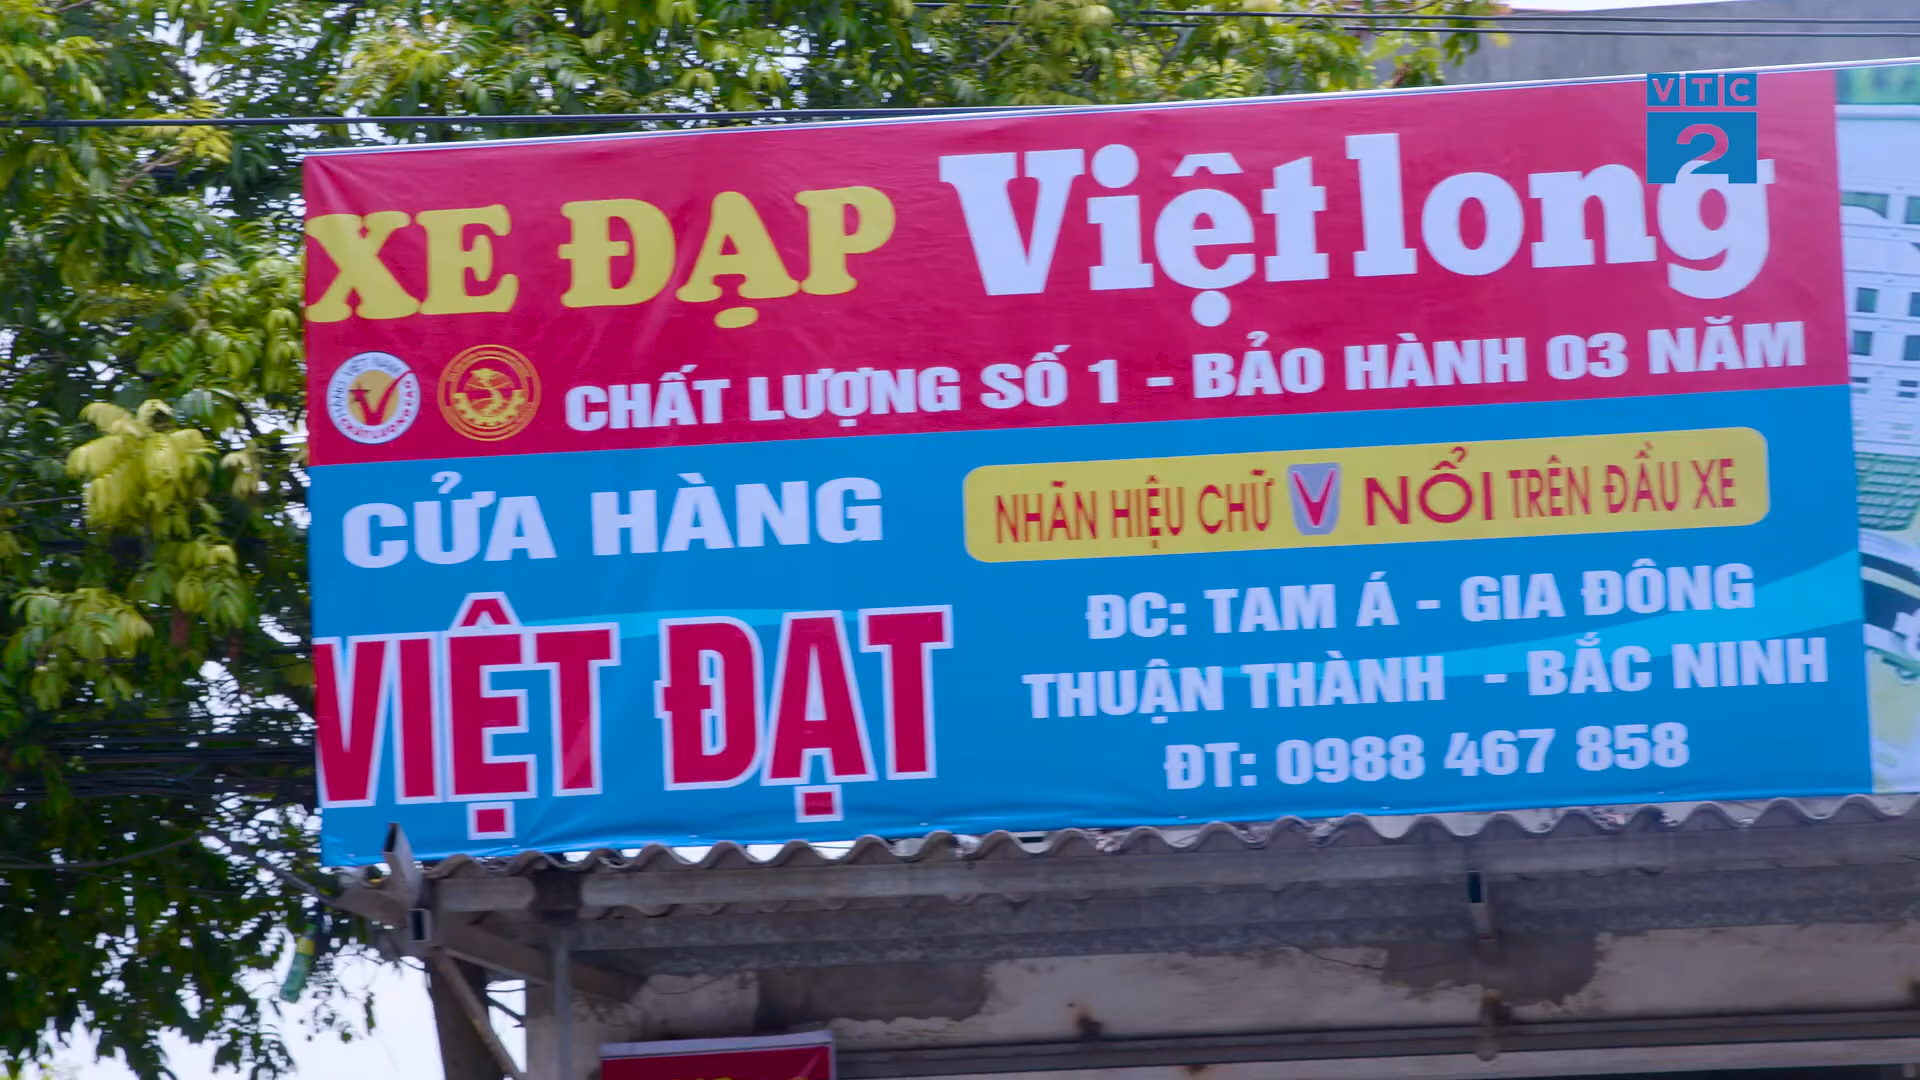 VTC
2
XE ĐẠP Việt long
CHẤT LƯỢNG SỐ 1 - BẢO HÀNH 03 NĂM
CỬA HÀNG
VIỆT ĐẠT
NHÃN HIỆU CHỮ V NỔI TRÊN ĐẦU XE
ĐC: TAM Á - GIA ĐÔNG
THUẬN THÀNH - BẮC NINH
ĐT: 0988 467 858